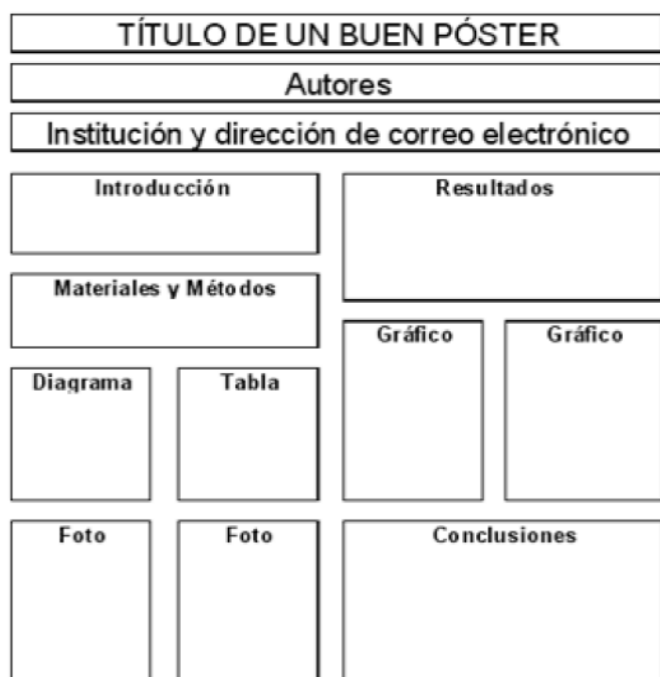 TÍTULO DE UN BUEN PÓSTER
Autores
Institución y dirección de correo electrónico
Introducción
Materiales y Métodos
Diagrama
Tabla
Foto
Foto
Resultados
Gráfico
Gráfico
Conclusiones